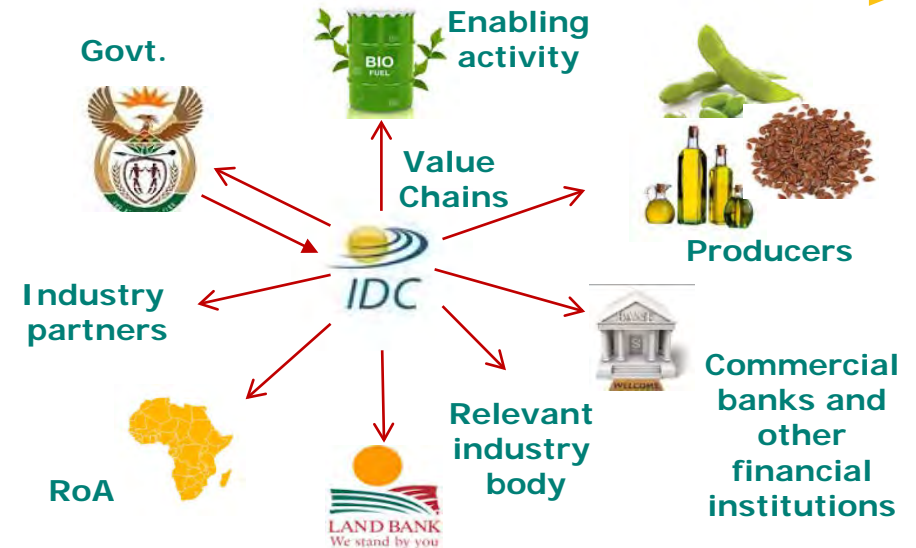 Govt.
BIO
FUEL
Enabling
activity
Value
Chains
Producers
IDC
Industry
partners
BANK
$
WELCOME
Commercial
banks and
other
financial
institutions
Relevant
industry
body
RoA
LAND BANK
We stand by you